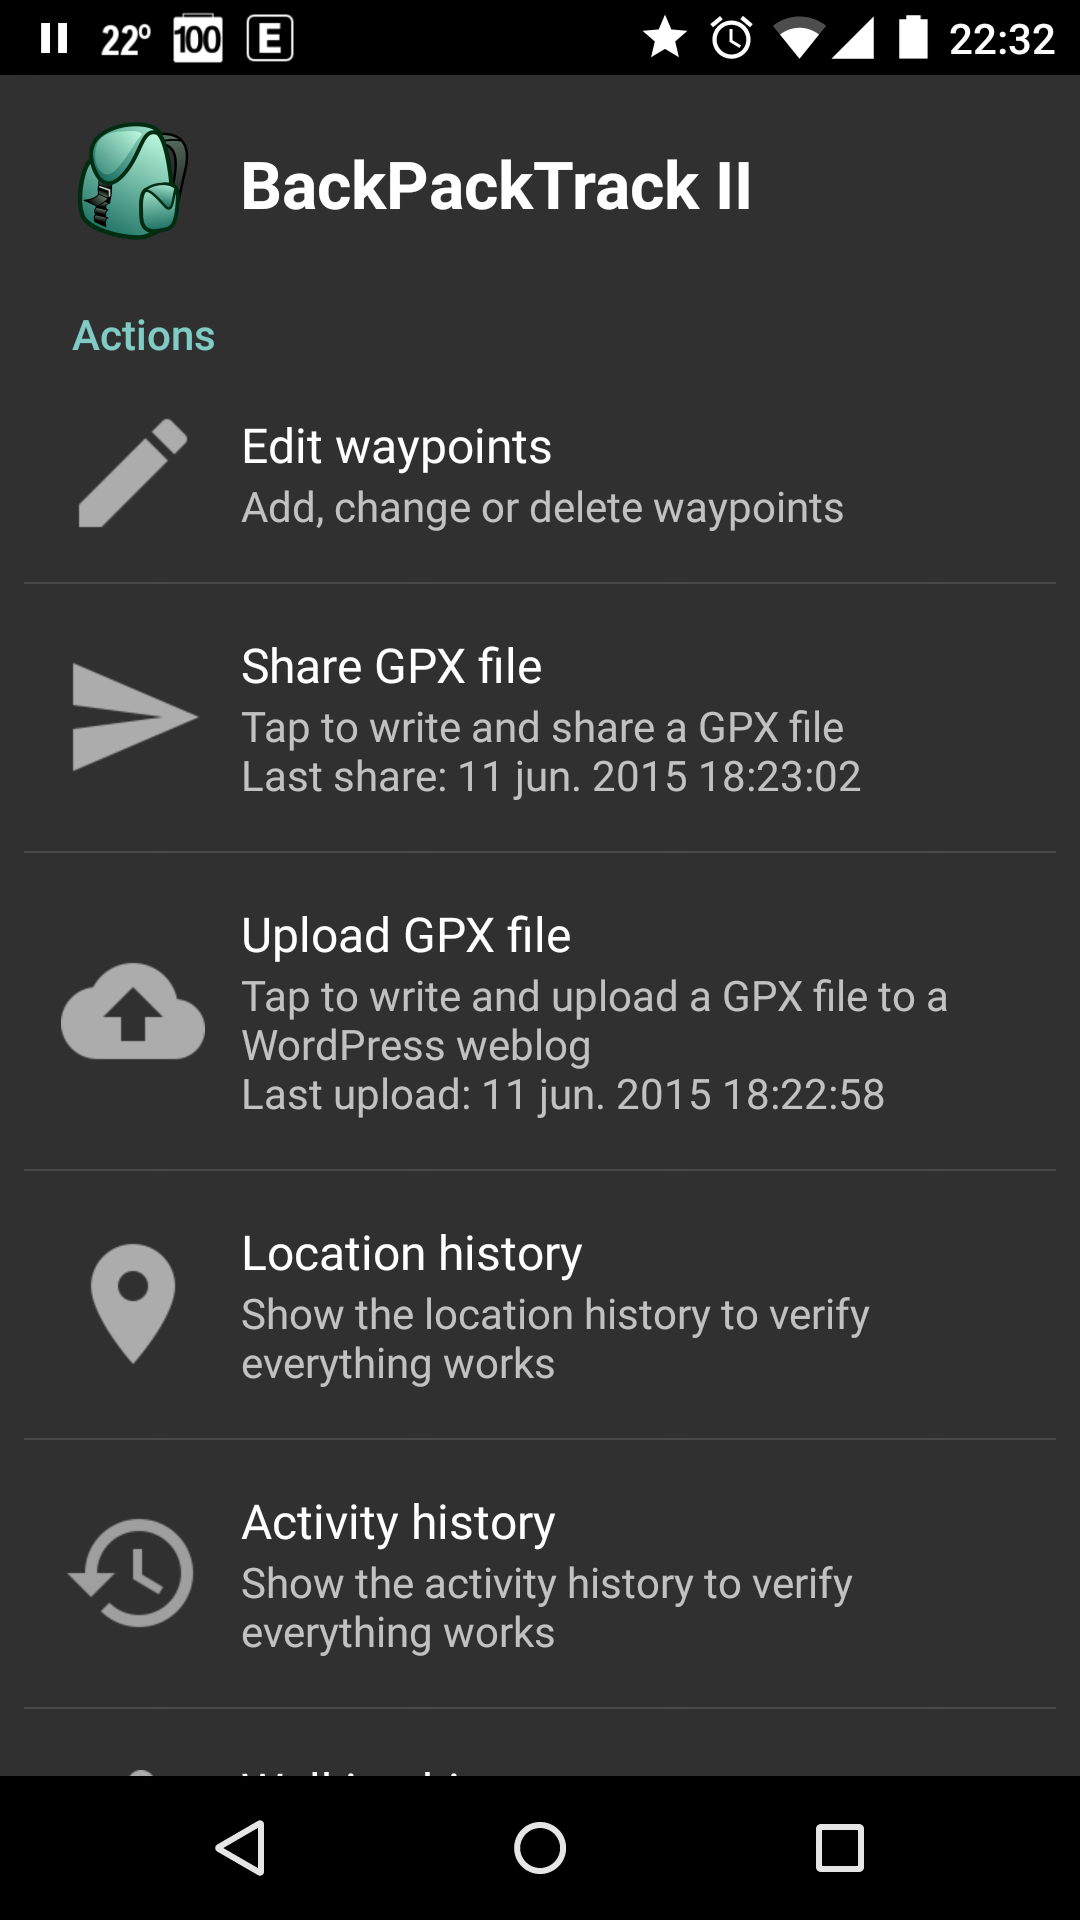 22° 100 E 22:32
BackPackTrack II
Actions
Edit waypoints
Add, change or delete waypoints
Share GPX file
Tap to write and share a GPX file
Last share: 11 jun. 2015 18:23:02
Upload GPX file
Tap to write and upload a GPX file to a
WordPress weblog
Last upload: 11 jun. 2015 18:22:58
Location history
Show the location history to verify
everything works
Activity history
Show the activity history to verify
everything works